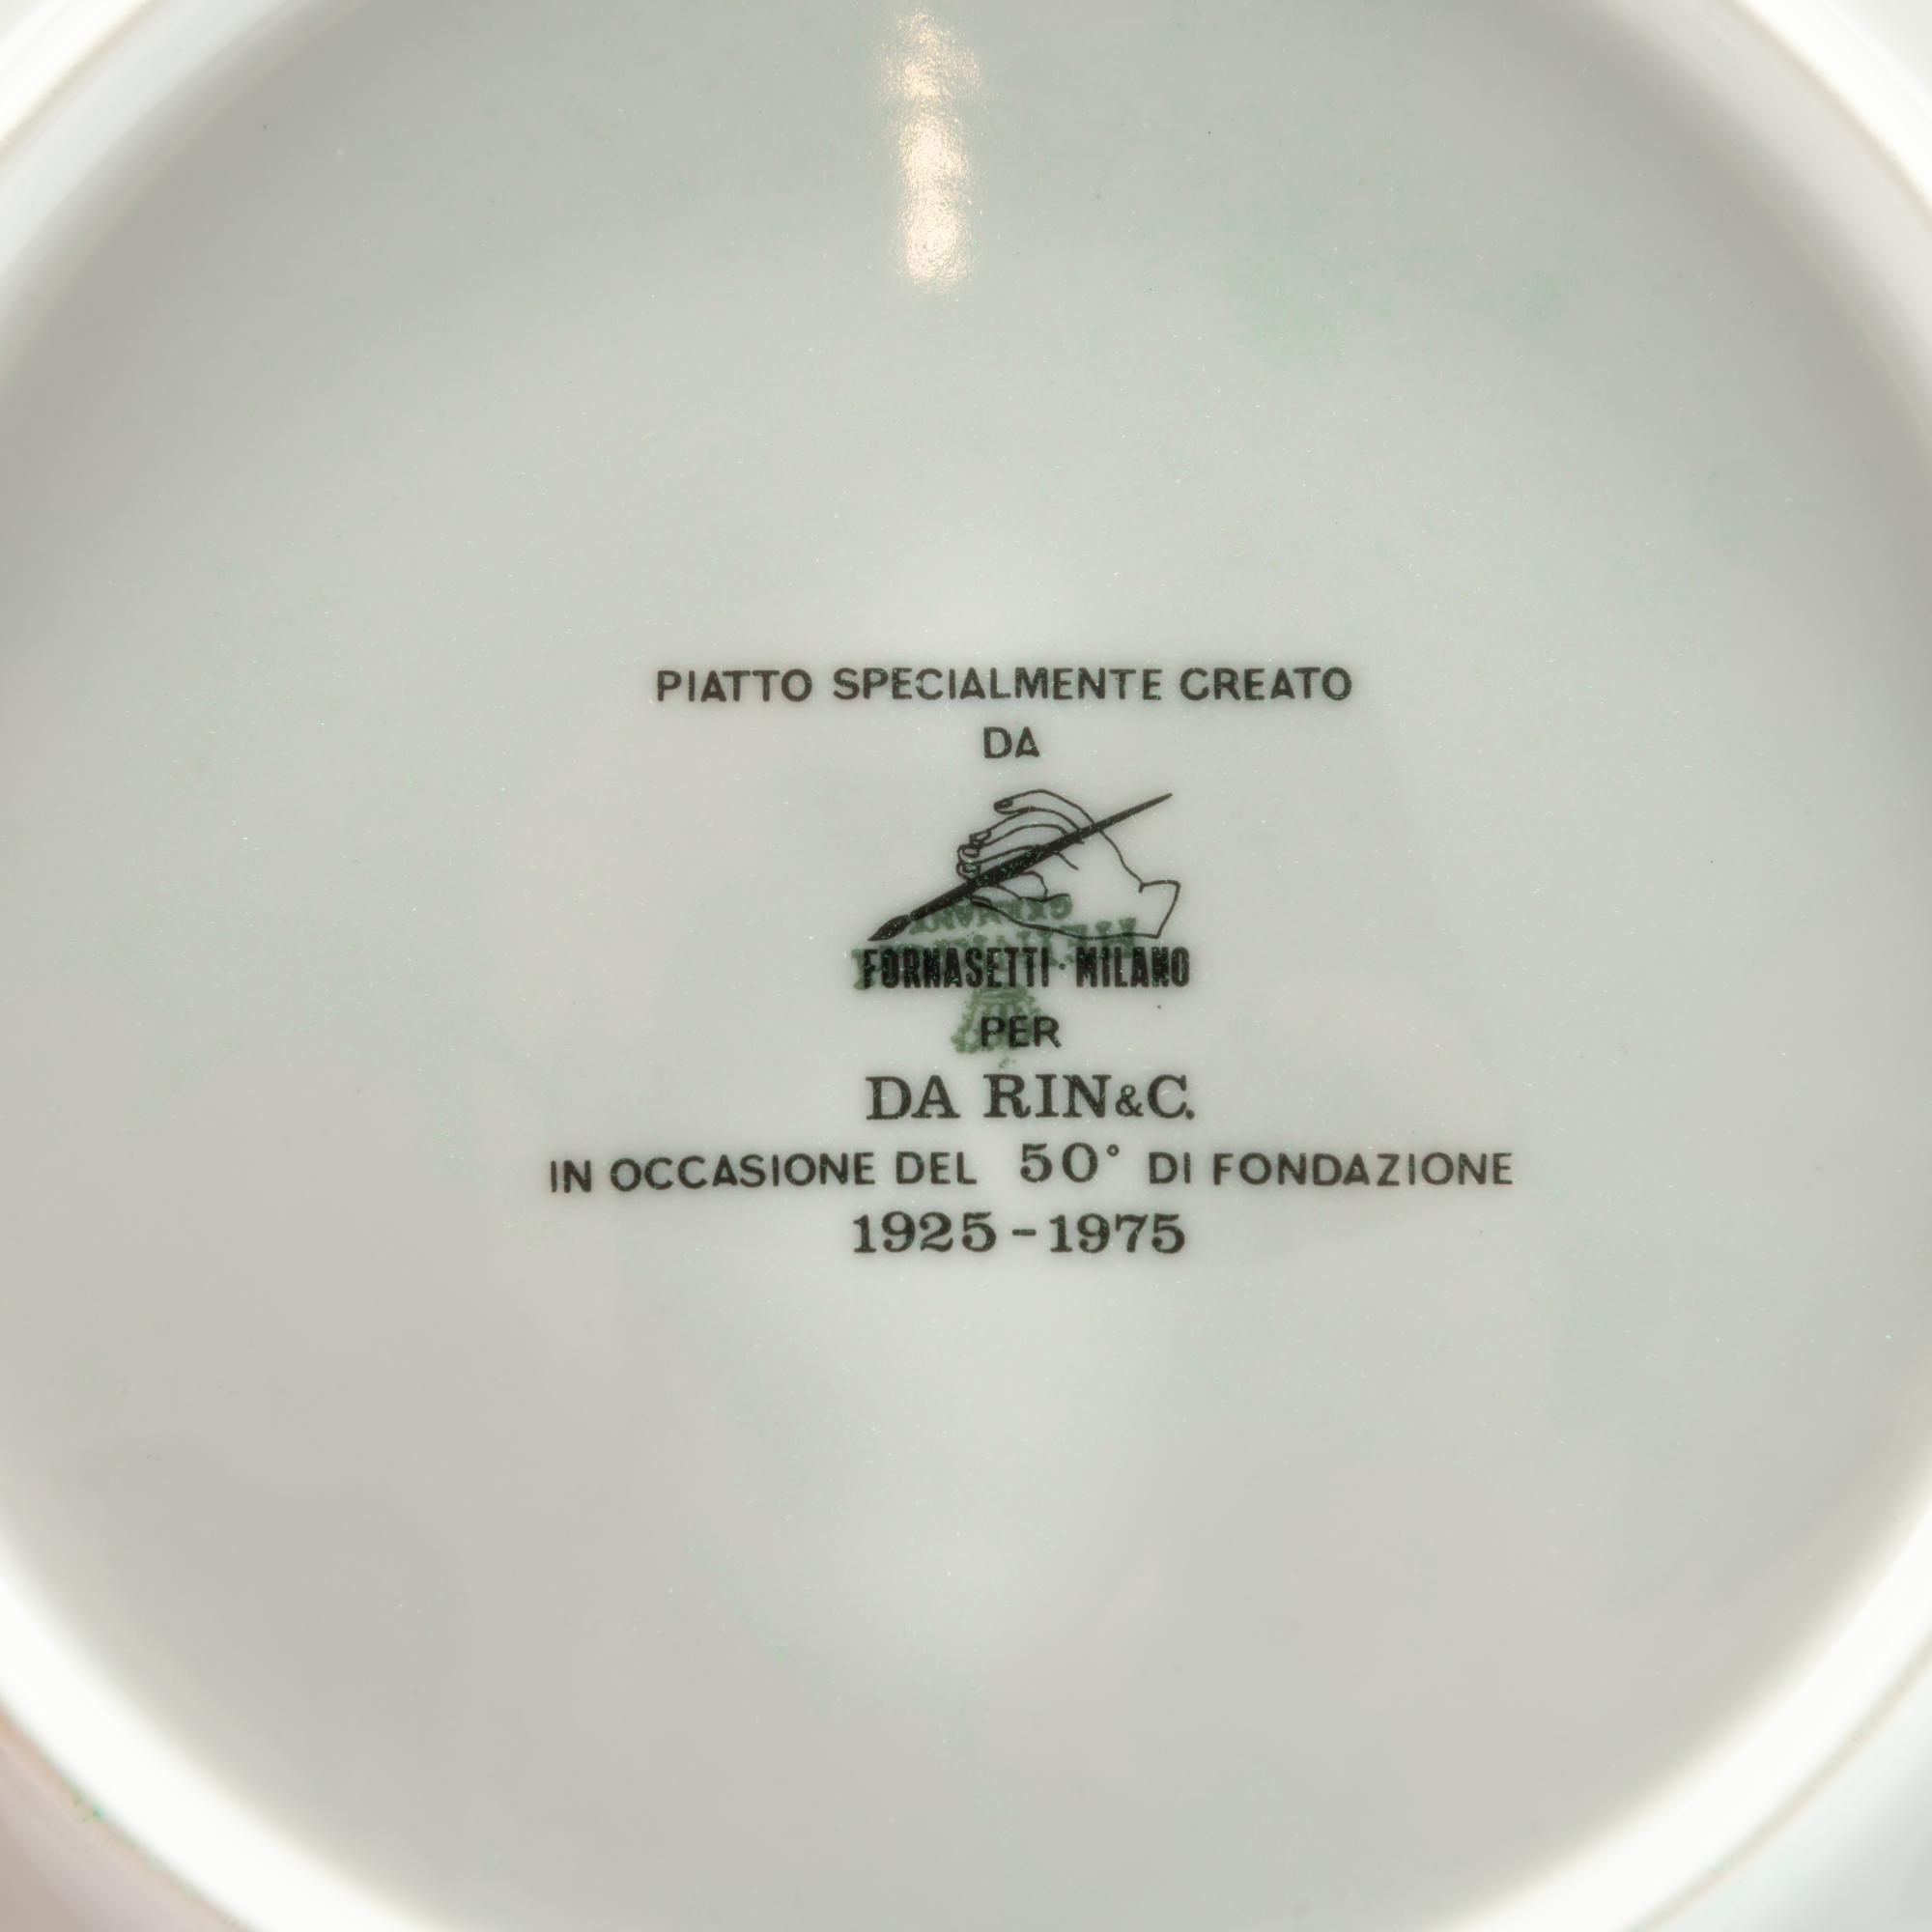 PIATTO SPECIALMENTE CREATO
DA
FORNASETTI · MILANO
PER
DA RIN & C.
IN OCCASIONE DEL 50° DI FONDAZIONE
1925 - 1975